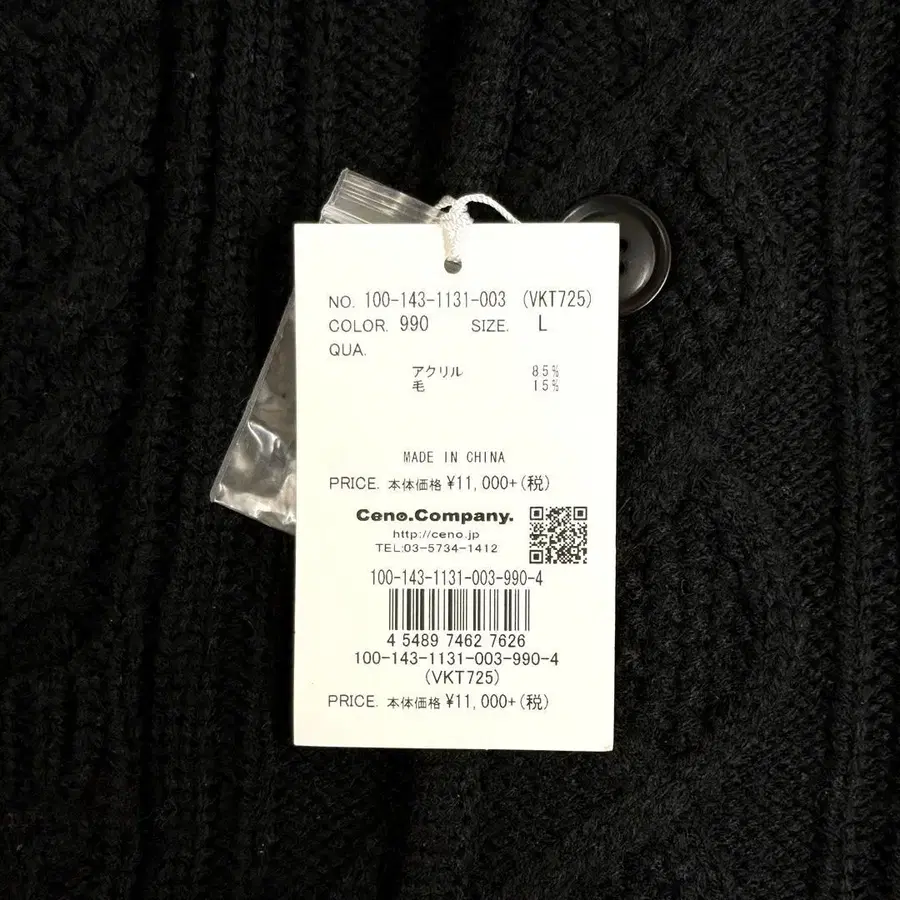 NO. 100-143-1131-003 (VKT725)
COLOR. 990 SIZE. L
QUA.
アクリル 85%
毛 15%
MADE IN CHINA
PRICE. 本体価格 ¥11,000+(税)
Ceno.Company.
http://ceno.jp
TEL:03-5734-1412
100-143-1131-003-990-4
4 5489 7462 7626
100-143-1131-003-990-4
(VKT725)
PRICE. 本体価格 ¥11,000+(税)